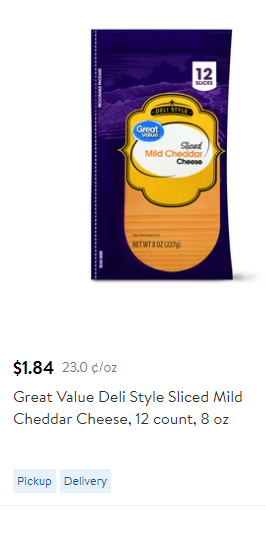 12
SLICES
DELI STYLE
Great
Value
Sliced
Mild Cheddar
Cheese
NET WT 8 OZ (227g)
$1.84 23.0 ¢/oz
Great Value Deli Style Sliced Mild
Cheddar Cheese, 12 count, 8 oz
Pickup Delivery